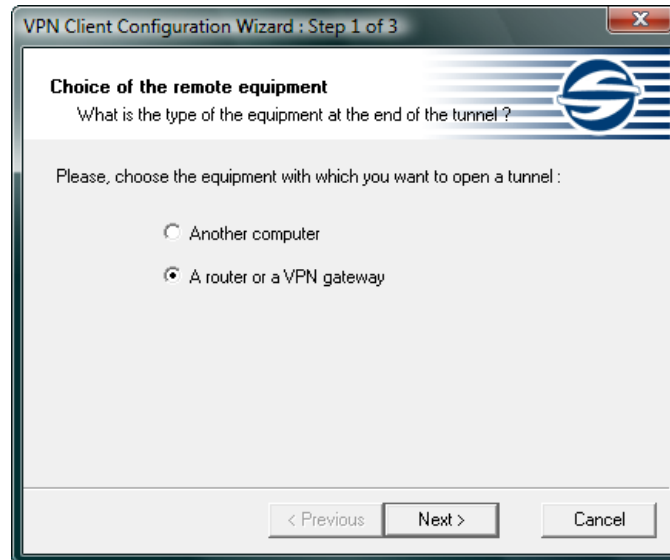 VPN Client Configuration Wizard : Step 1 of 3
Choice of the remote equipment
What is the type of the equipment at the end of the tunnel ?
Please, choose the equipment with which you want to open a tunnel :
Another computer
A router or a VPN gateway
< Previous Next > Cancel